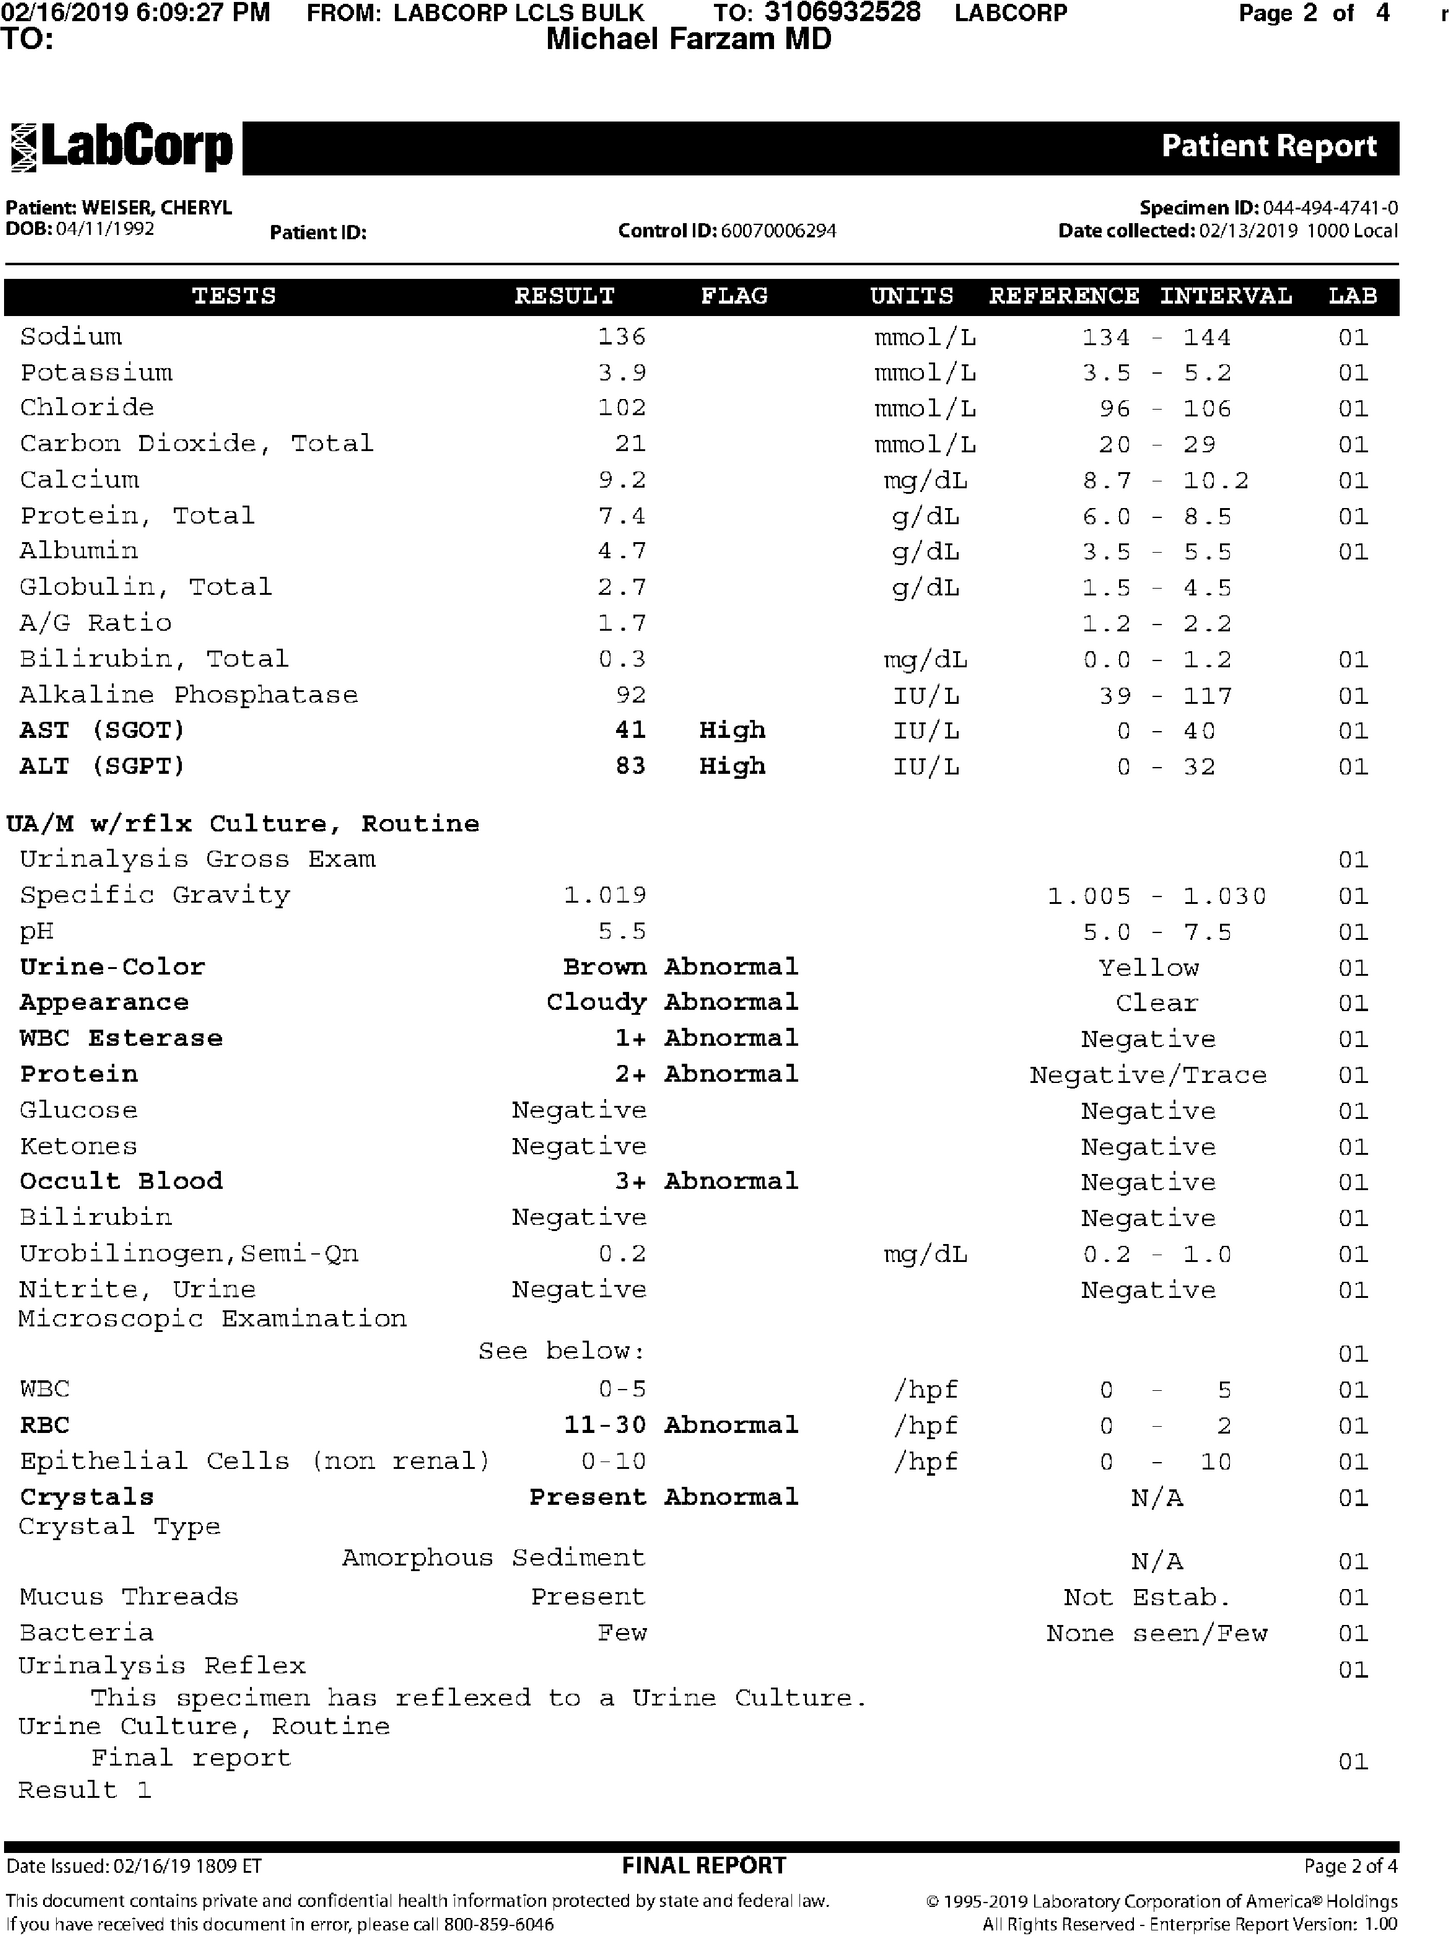 02/16/2019 6:09:27 PM FROM: LABCORP LCLS BULK TO: 3106932528 LABCORP Page 2 of 4 r
TO: Michael Farzam MD
LabCorp Patient Report
Patient: WEISER, CHERYL Specimen ID: 044-494-4741-0
DOB: 04/11/1992 Patient ID: Control ID: 60070006294 Date collected: 02/13/2019 1000 Local
TESTS RESULT FLAG UNITS REFERENCE INTERVAL LAB
Sodium 136 mmol/L 134 - 144 01
Potassium 3.9 mmol/L 3.5 - 5.2 01
Chloride 102 mmol/L 96 - 106 01
Carbon Dioxide, Total 21 mmol/L 20 - 29 01
Calcium 9.2 mg/dL 8.7 - 10.2 01
Protein, Total 7.4 g/dL 6.0 - 8.5 01
Albumin 4.7 g/dL 3.5 - 5.5 01
Globulin, Total 2.7 g/dL 1.5 - 4.5
A/G Ratio 1.7 1.2 - 2.2
Bilirubin, Total 0.3 mg/dL 0.0 - 1.2 01
Alkaline Phosphatase 92 IU/L 39 - 117 01
AST (SGOT) 41 High IU/L 0 - 40 01
ALT (SGPT) 83 High IU/L 0 - 32 01
UA/M w/rflx Culture, Routine
Urinalysis Gross Exam 01
Specific Gravity 1.019 1.005 - 1.030 01
pH 5.5 5.0 - 7.5 01
Urine-Color Brown Abnormal Yellow 01
Appearance Cloudy Abnormal Clear 01
WBC Esterase 1+ Abnormal Negative 01
Protein 2+ Abnormal Negative/Trace 01
Glucose Negative Negative 01
Ketones Negative Negative 01
Occult Blood 3+ Abnormal Negative 01
Bilirubin Negative Negative 01
Urobilinogen,Semi-Qn 0.2 mg/dL 0.2 - 1.0 01
Nitrite, Urine Negative Negative 01
Microscopic Examination
See below: 01
WBC 0-5 /hpf 0 - 5 01
RBC 11-30 Abnormal /hpf 0 - 2 01
Epithelial Cells (non renal) 0-10 /hpf 0 - 10 01
Crystals Present Abnormal N/A 01
Crystal Type
Amorphous Sediment N/A 01
Mucus Threads Present Not Estab. 01
Bacteria Few None seen/Few 01
Urinalysis Reflex 01
This specimen has reflexed to a Urine Culture.
Urine Culture, Routine
Final report 01
Result 1
Date Issued: 02/16/19 1809 ET FINAL REPORT Page 2 of 4
This document contains private and confidential health information protected by state and federal law. © 1995-2019 Laboratory Corporation of America® Holdings
If you have received this document in error, please call 800-859-6046 All Rights Reserved - Enterprise Report Version: 1.00